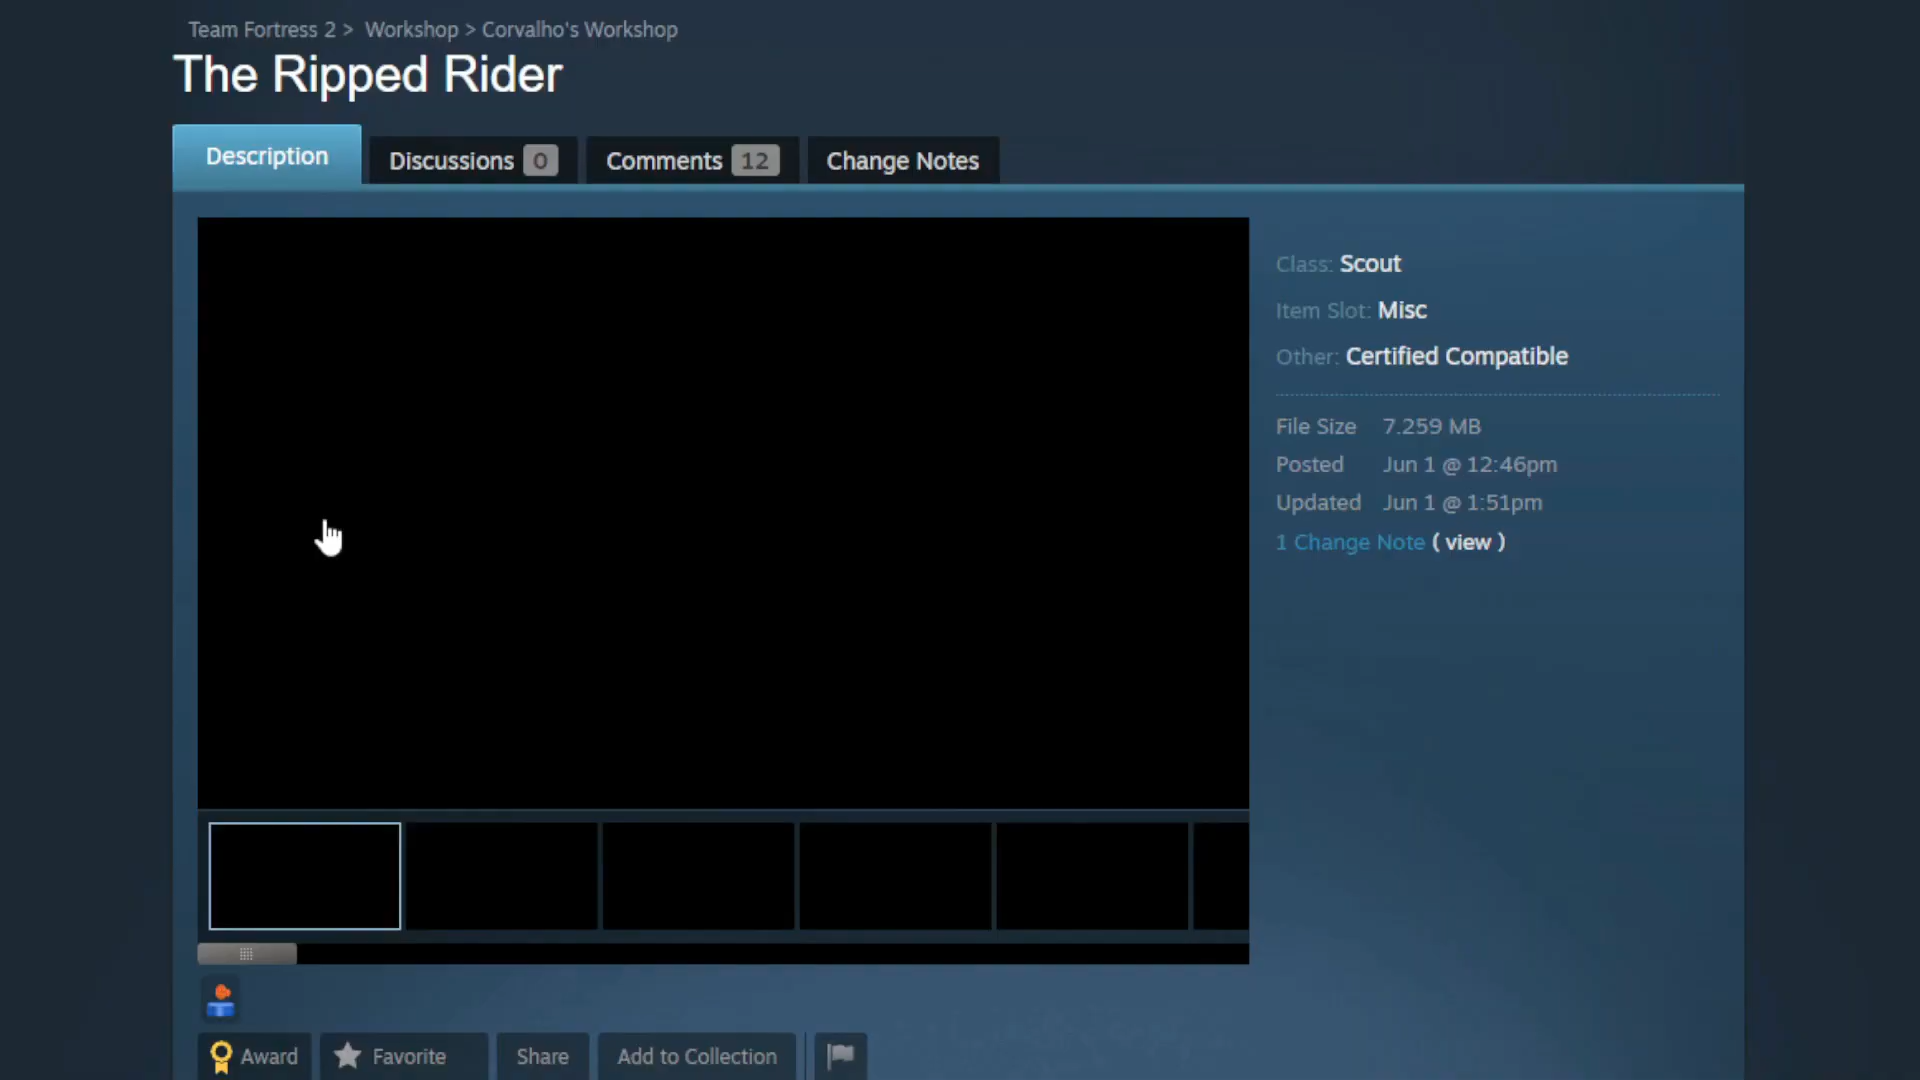 Team Fortress 2 > Workshop > Corvalho's Workshop
The Ripped Rider
Description
Discussions 0
Comments 12
Change Notes
Class: Scout
Item Slot: Misc
Other: Certified Compatible
File Size 7.259 MB
Posted Jun 1 @ 12:46pm
Updated Jun 1 @ 1:51pm
1 Change Note ( view )
Award
Favorite
Share
Add to Collection